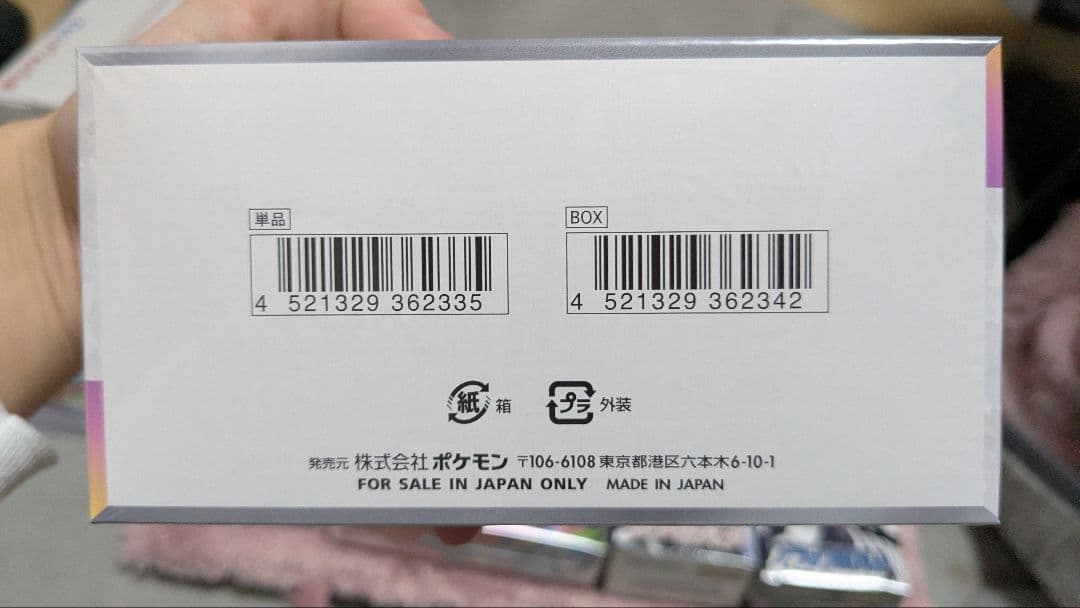 単品
BOX
4 521329 362335
4 521329 362342
紙 箱
プラ 外装
発売元 株式会社ポケモン 〒106-6108 東京都港区六本木6-10-1
FOR SALE IN JAPAN ONLY MADE IN JAPAN